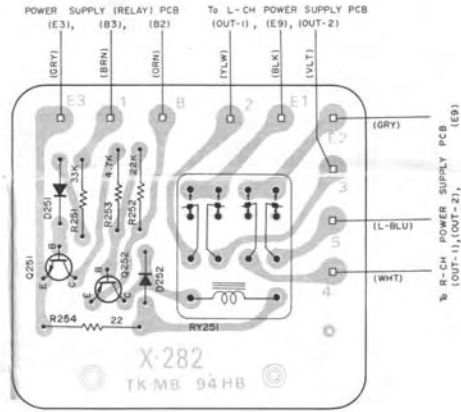 POWER SUPPLY (RELAY) PCB
(E3), (B3), (B2)
To L-CH POWER SUPPLY PCB
(OUT-1), (E9), (OUT-2)
(GRY)
(BRN)
(ORN)
(YLW)
(BLK)
(VLT)
E3
1
B
2
E1
E2
(GRY)
3
5
(L-BLU)
4
(WHT)
To R-CH POWER SUPPLY PCB (E9)
(OUT-1), (OUT-2),
D251
33K
R251
4.7K
R253
22K
R252
Q251
B
E
C
Q252
B
E
C
D252
R254
22
RY251
X-282
TKMB 94HB